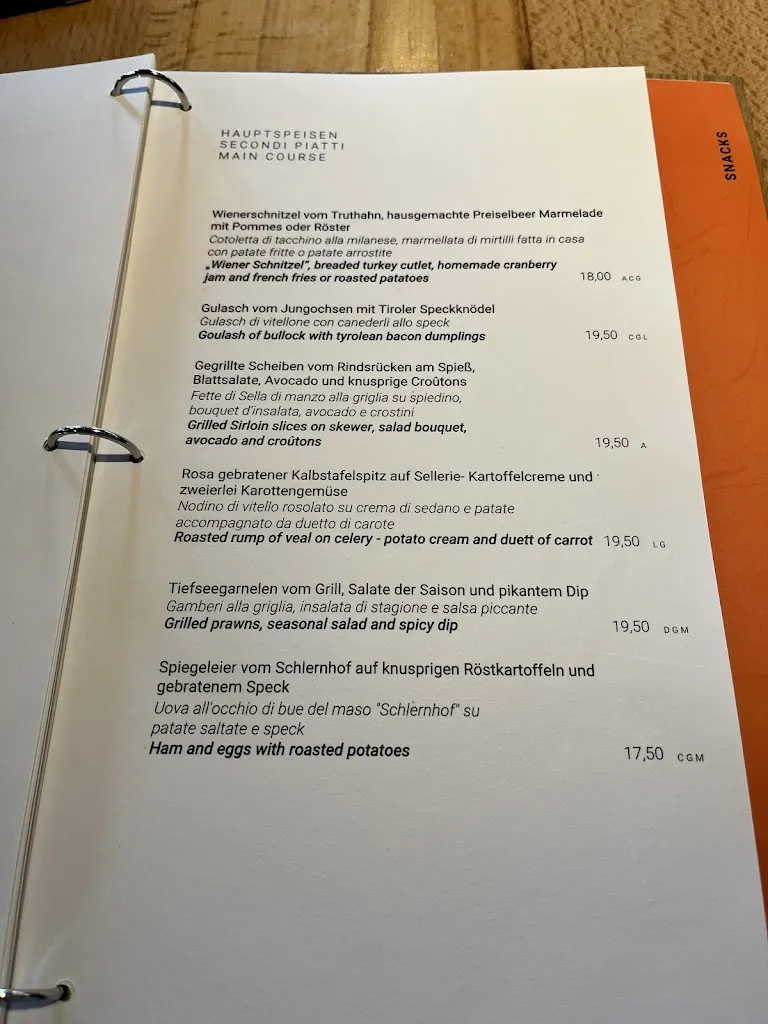 SNACKS
HAUPTSPEISEN
SECONDI PIATTI
MAIN COURSE
Wienerschnitzel vom Truthahn, hausgemachte Preiselbeer Marmelade
mit Pommes oder Röster
Cotoletta di tacchino alla milanese, marmellata di mirtilli fatta in casa
con patate fritte o patate arrostite
„Wiener Schnitzel", breaded turkey cutlet, homemade cranberry
jam and french fries or roasted patatoes 18,00 ACG
Gulasch vom Jungochsen mit Tiroler Speckknödel
Gulasch di vitellone con canederli allo speck
Goulash of bullock with tyrolean bacon dumplings 19,50 CGL
Gegrillte Scheiben vom Rindsrücken am Spieß,
Blattsalate, Avocado und knusprige Croûtons
Fette di Sella di manzo alla griglia su spiedino,
bouquet d'insalata, avocado e crostini
Grilled Sirloin slices on skewer, salad bouquet,
avocado and croûtons 19,50 A
Rosa gebratener Kalbstafelspitz auf Sellerie- Kartoffelcreme und
zweierlei Karottengemüse
Nodino di vitello rosolato su crema di sedano e patate
accompagnato da duetto di carote
Roasted rump of veal on celery - potato cream and duett of carrot 19,50 LG
Tiefseegarnelen vom Grill, Salate der Saison und pikantem Dip
Gamberi alla griglia, insalata di stagione e salsa piccante
Grilled prawns, seasonal salad and spicy dip 19,50 DGM
Spiegeleier vom Schlernhof auf knusprigen Röstkartoffeln und
gebratenem Speck
Uova all'occhio di bue del maso "Schlernhof" su
patate saltate e speck
Ham and eggs with roasted potatoes 17,50 CGM